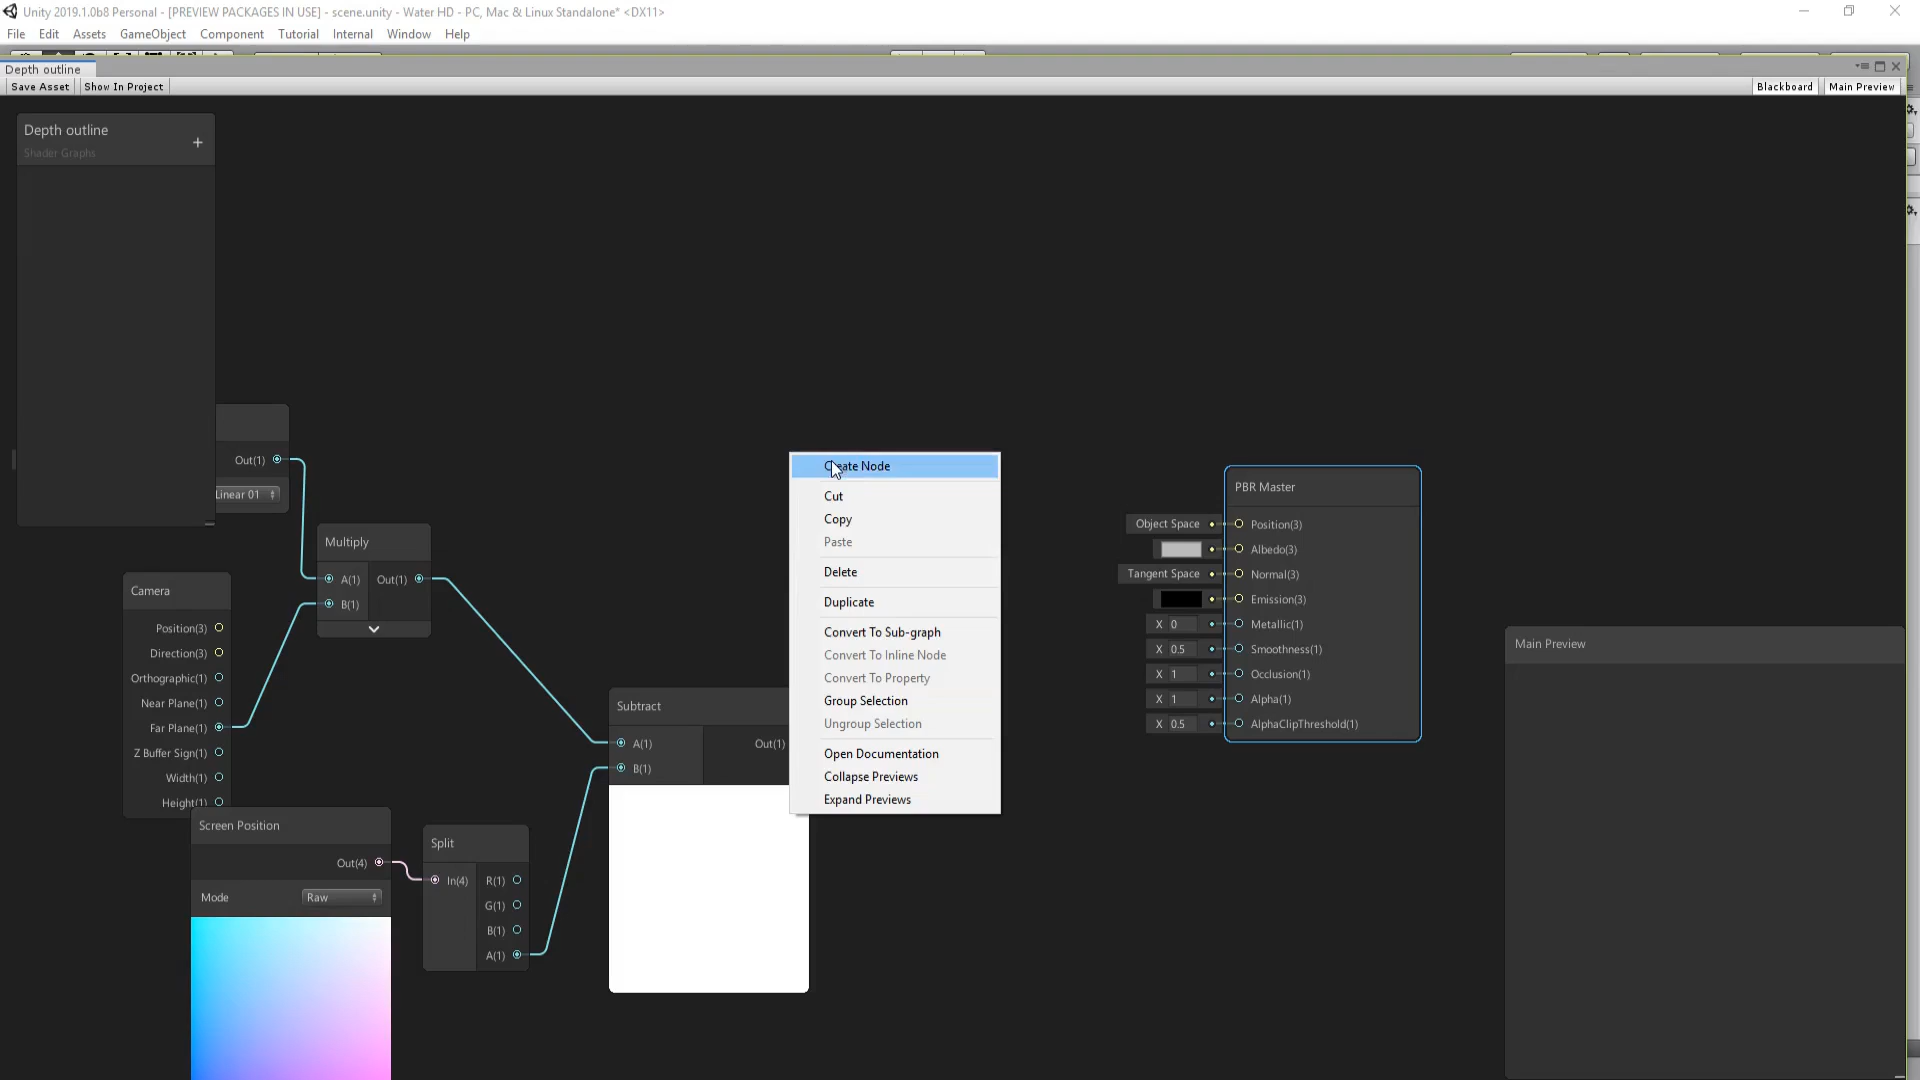 Unity 2019.1.0b8 Personal - [PREVIEW PACKAGES IN USE] - scene.unity - Water HD - PC, Mac & Linux Standalone* <DX11>
File Edit Assets GameObject Component Tutorial Internal Window Help
Depth outline
Save Asset Show In Project Blackboard Main Preview
Depth outline
Shader Graphs
Out(1)
Linear 01
Multiply
A(1) Out(1)
B(1)
Camera
Position(3)
Direction(3)
Orthographic(1)
Near Plane(1)
Far Plane(1)
Z Buffer Sign(1)
Width(1)
Height(1)
Screen Position
Out(4)
Mode Raw
Split
In(4) R(1)
G(1)
B(1)
A(1)
Subtract
A(1) Out(1)
B(1)
Create Node
Cut
Copy
Paste
Delete
Duplicate
Convert To Sub-graph
Convert To Inline Node
Convert To Property
Group Selection
Ungroup Selection
Open Documentation
Collapse Previews
Expand Previews
PBR Master
Object Space Position(3)
Albedo(3)
Tangent Space Normal(3)
Emission(3)
X 0 Metallic(1)
X 0.5 Smoothness(1)
X 1 Occlusion(1)
X 1 Alpha(1)
X 0.5 AlphaClipThreshold(1)
Main Preview